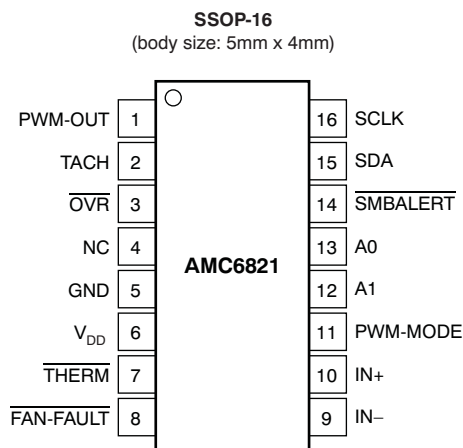 SSOP-16
(body size: 5mm x 4mm)
PWM-OUT 1 16 SCLK
TACH 2 15 SDA
OVR 3 14 SMBALERT
NC 4 13 A0
AMC6821
GND 5 12 A1
VDD 6 11 PWM-MODE
THERM 7 10 IN+
FAN-FAULT 8 9 IN−